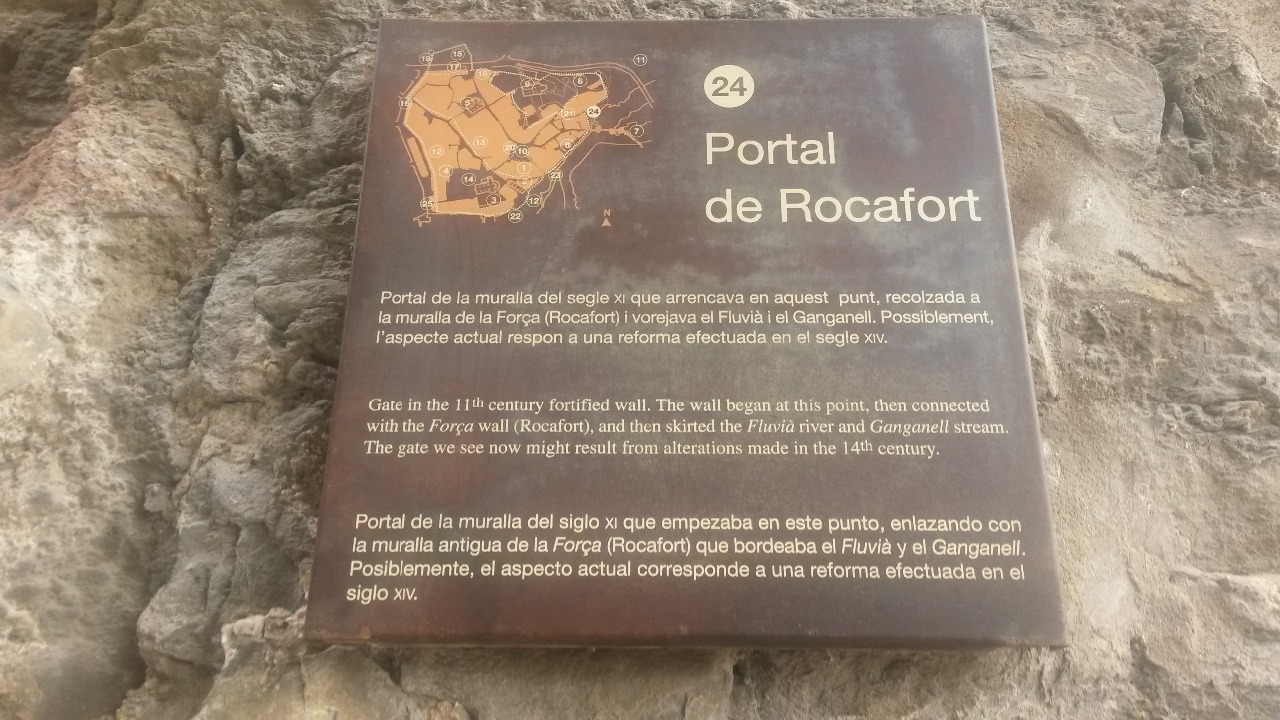 24
Portal
de Rocafort
N
Portal de la muralla del segle XI que arrencava en aquest punt, recolzada a
la muralla de la Força (Rocafort) i vorejava el Fluvià i el Ganganell. Possiblement,
l'aspecte actual respon a una reforma efectuada en el segle XIV.
Gate in the 11th century fortified wall. The wall began at this point, then connected
with the Força wall (Rocafort), and then skirted the Fluvià river and Ganganell stream.
The gate we see now might result from alterations made in the 14th century.
Portal de la muralla del siglo XI que empezaba en este punto, enlazando con
la muralla antigua de la Força (Rocafort) que bordeaba el Fluvià y el Ganganell.
Posiblemente, el aspecto actual corresponde a una reforma efectuada en el
siglo XIV.